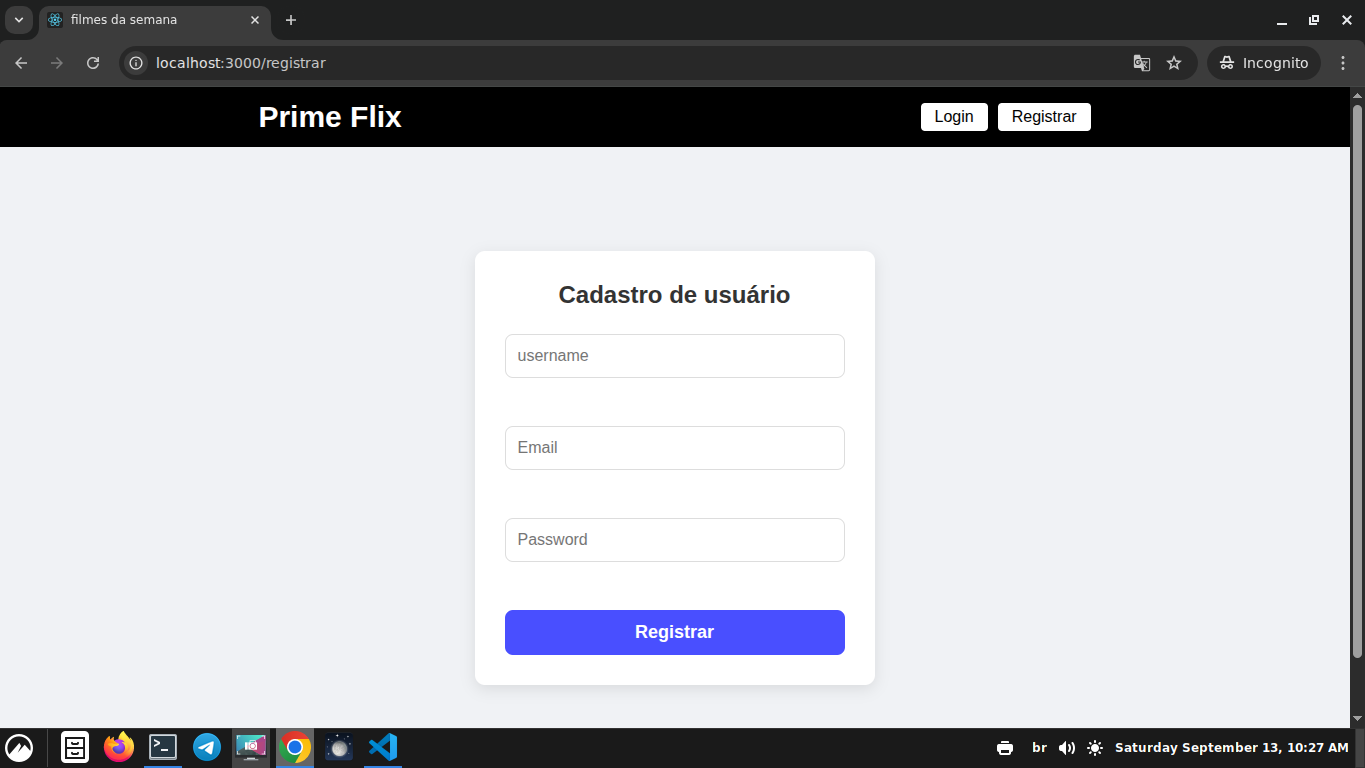 filmes da semana
localhost:3000/registrar
Incognito
Prime Flix
Login
Registrar
Cadastro de usuário
username
Email
Password
Registrar
br
Saturday September 13, 10:27 AM